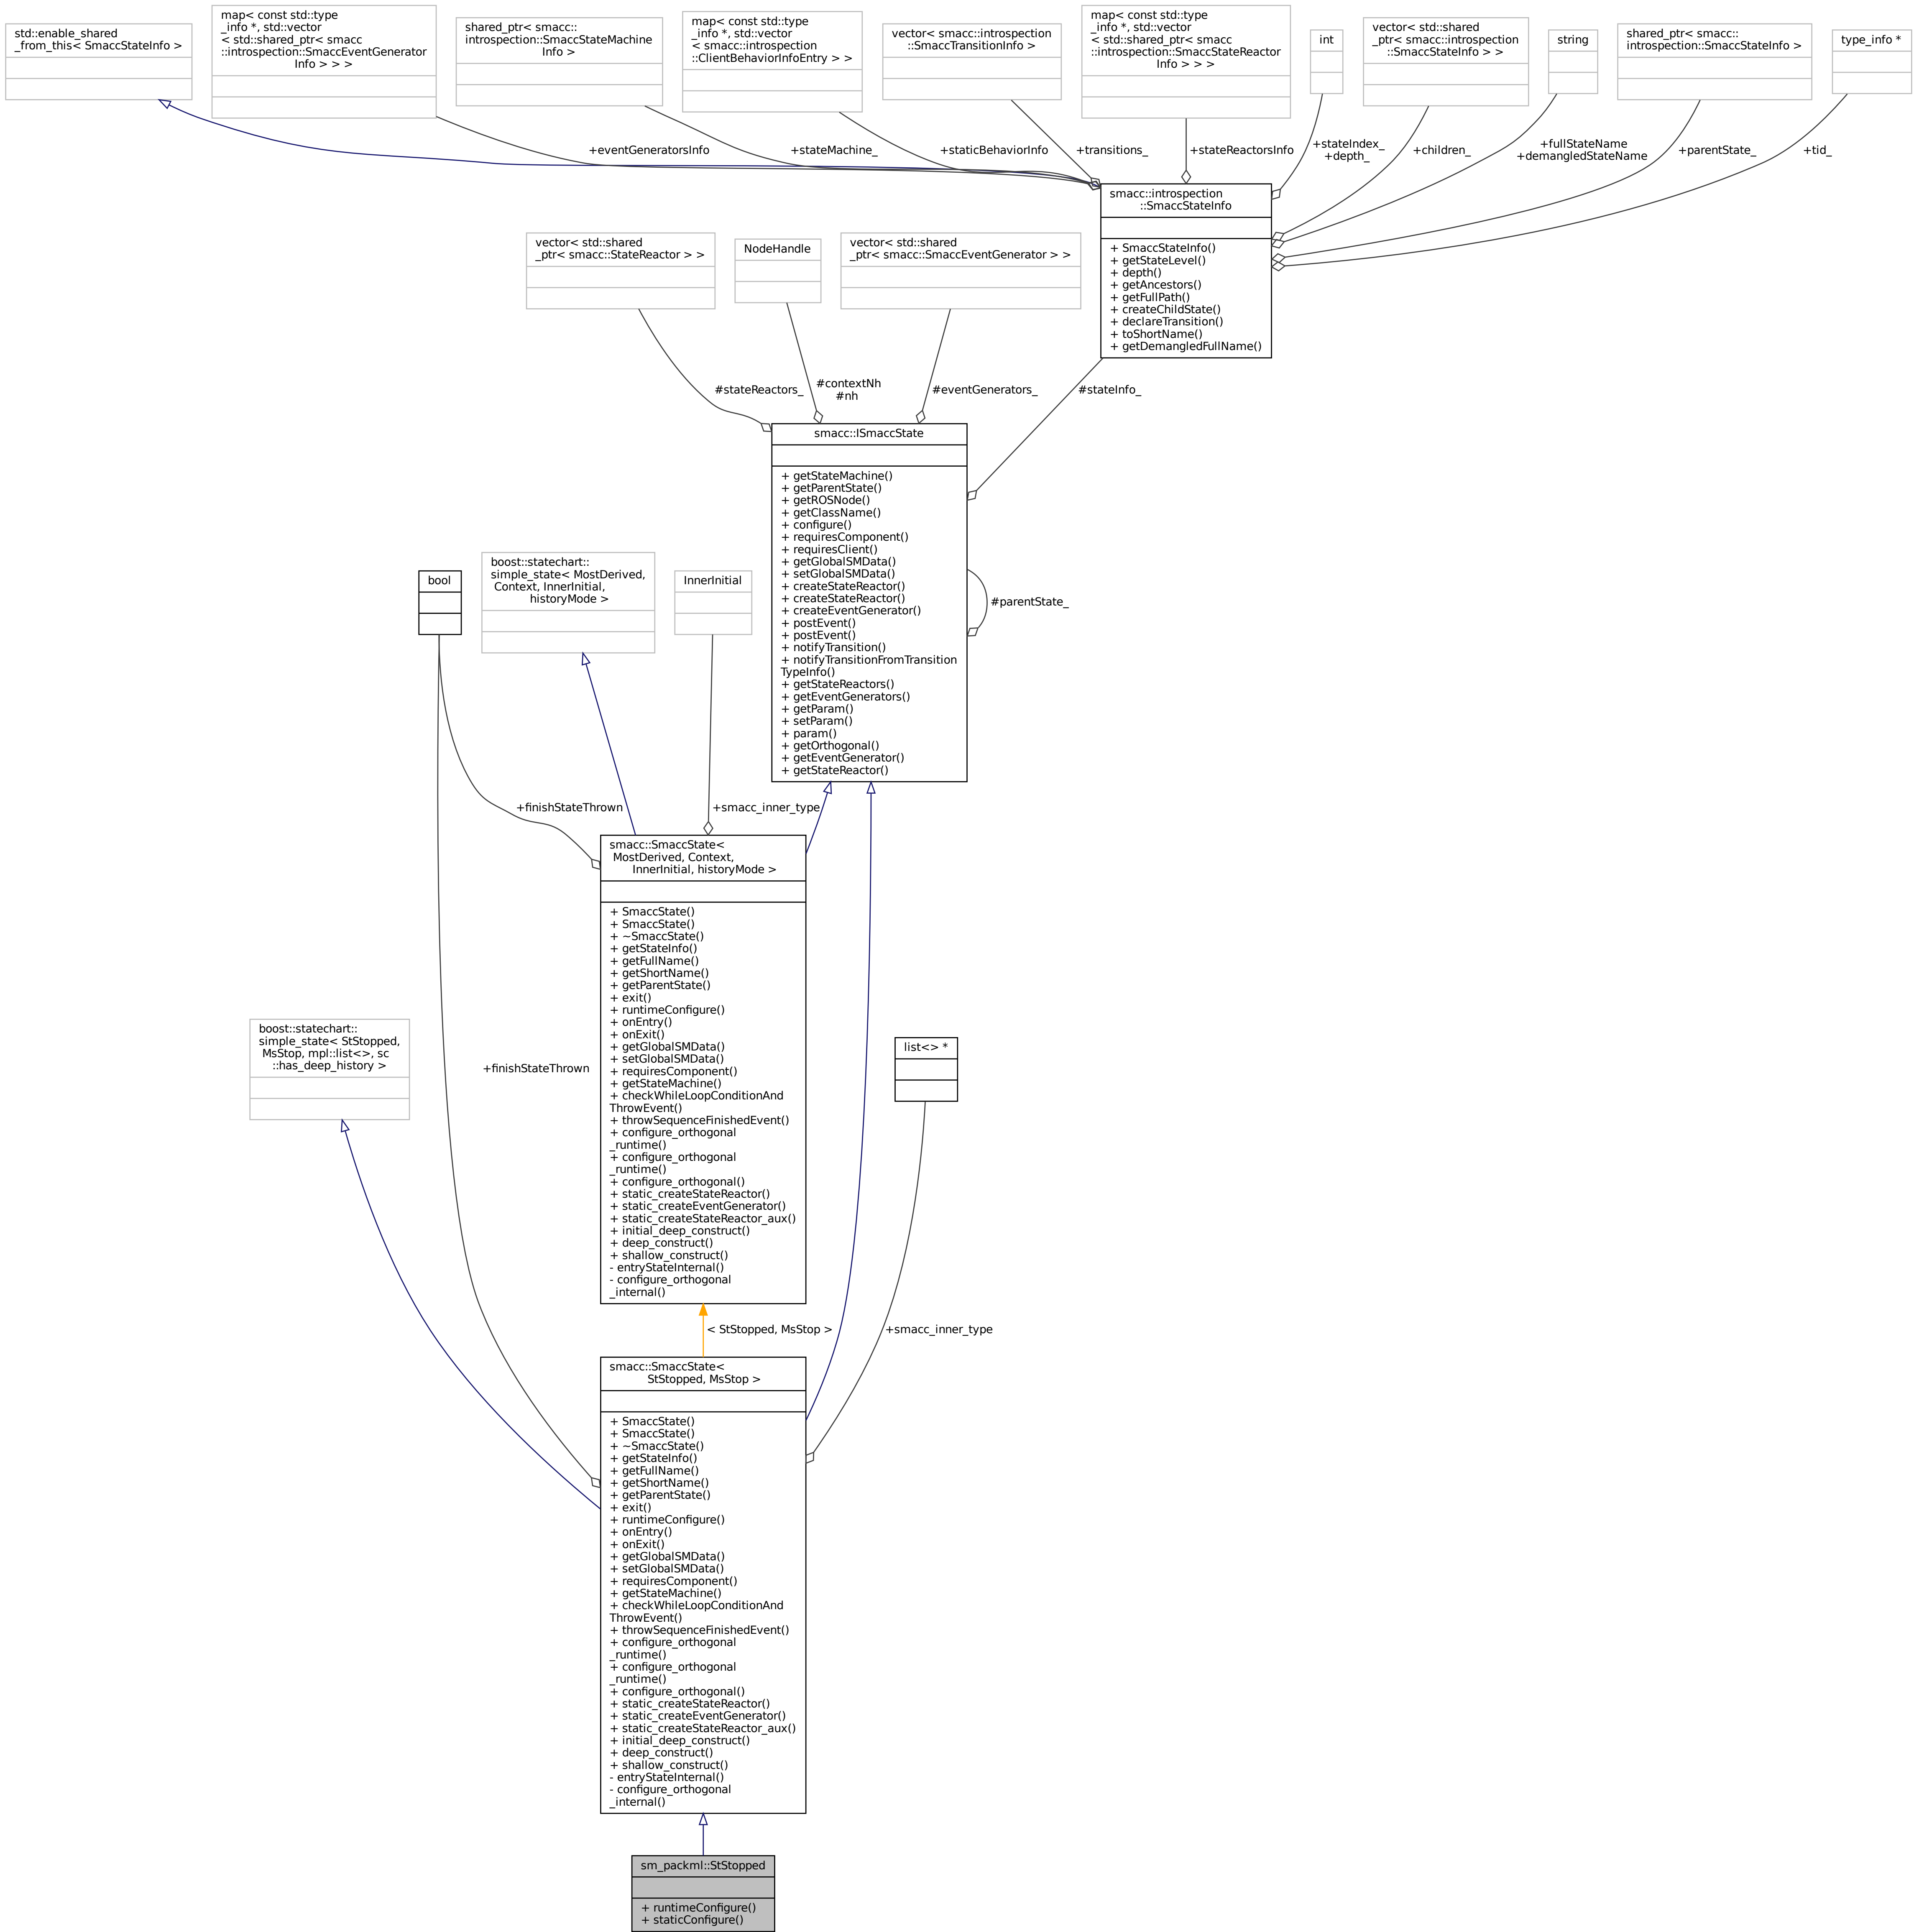 std::enable_shared
_from_this< SmaccStateInfo >
map< const std::type
_info *, std::vector
< std::shared_ptr< smacc
::introspection::SmaccEventGenerator
Info > > >
shared_ptr< smacc::
introspection::SmaccStateMachine
Info >
map< const std::type
_info *, std::vector
< smacc::introspection
::ClientBehaviorInfoEntry > >
vector< smacc::introspection
::SmaccTransitionInfo >
map< const std::type
_info *, std::vector
< std::shared_ptr< smacc
::introspection::SmaccStateReactor
Info > > >
int
vector< std::shared
_ptr< smacc::introspection
::SmaccStateInfo > >
string
shared_ptr< smacc::
introspection::SmaccStateInfo >
type_info *
+eventGeneratorsInfo
+stateMachine_
+staticBehaviorInfo
+transitions_
+stateReactorsInfo
+stateIndex_
+depth_
+children_
+fullStateName
+demangledStateName
+parentState_
+tid_
smacc::introspection
::SmaccStateInfo
+ SmaccStateInfo()
+ getStateLevel()
+ depth()
+ getAncestors()
+ getFullPath()
+ createChildState()
+ declareTransition()
+ toShortName()
+ getDemangledFullName()
vector< std::shared
_ptr< smacc::StateReactor > >
NodeHandle
vector< std::shared
_ptr< smacc::SmaccEventGenerator > >
#stateReactors_
#contextNh
#nh
#eventGenerators_
#stateInfo_
smacc::ISmaccState
+ getStateMachine()
+ getParentState()
+ getROSNode()
+ getClassName()
+ configure()
+ requiresComponent()
+ requiresClient()
+ getGlobalSMData()
+ setGlobalSMData()
+ createStateReactor()
+ createStateReactor()
+ createEventGenerator()
+ postEvent()
+ postEvent()
+ notifyTransition()
+ notifyTransitionFromTransition
TypeInfo()
+ getStateReactors()
+ getEventGenerators()
+ getParam()
+ setParam()
+ param()
+ getOrthogonal()
+ getEventGenerator()
+ getStateReactor()
#parentState_
bool
boost::statechart::
simple_state< MostDerived,
Context, InnerInitial,
historyMode >
InnerInitial
+finishStateThrown
+smacc_inner_type
smacc::SmaccState<
MostDerived, Context,
InnerInitial, historyMode >
+ SmaccState()
+ SmaccState()
+ ~SmaccState()
+ getStateInfo()
+ getFullName()
+ getShortName()
+ getParentState()
+ exit()
+ runtimeConfigure()
+ onEntry()
+ onExit()
+ getGlobalSMData()
+ setGlobalSMData()
+ requiresComponent()
+ getStateMachine()
+ checkWhileLoopConditionAnd
ThrowEvent()
+ throwSequenceFinishedEvent()
+ configure_orthogonal
_runtime()
+ configure_orthogonal
_runtime()
+ configure_orthogonal()
+ static_createStateReactor()
+ static_createEventGenerator()
+ static_createStateReactor_aux()
+ initial_deep_construct()
+ deep_construct()
+ shallow_construct()
- entryStateInternal()
- configure_orthogonal
_internal()
boost::statechart::
simple_state< StStopped,
MsStop, mpl::list<>, sc
::has_deep_history >
+finishStateThrown
list<> *
< StStopped, MsStop >
+smacc_inner_type
smacc::SmaccState<
StStopped, MsStop >
+ SmaccState()
+ SmaccState()
+ ~SmaccState()
+ getStateInfo()
+ getFullName()
+ getShortName()
+ getParentState()
+ exit()
+ runtimeConfigure()
+ onEntry()
+ onExit()
+ getGlobalSMData()
+ setGlobalSMData()
+ requiresComponent()
+ getStateMachine()
+ checkWhileLoopConditionAnd
ThrowEvent()
+ throwSequenceFinishedEvent()
+ configure_orthogonal
_runtime()
+ configure_orthogonal
_runtime()
+ configure_orthogonal()
+ static_createStateReactor()
+ static_createEventGenerator()
+ static_createStateReactor_aux()
+ initial_deep_construct()
+ deep_construct()
+ shallow_construct()
- entryStateInternal()
- configure_orthogonal
_internal()
sm_packml::StStopped
+ runtimeConfigure()
+ staticConfigure()